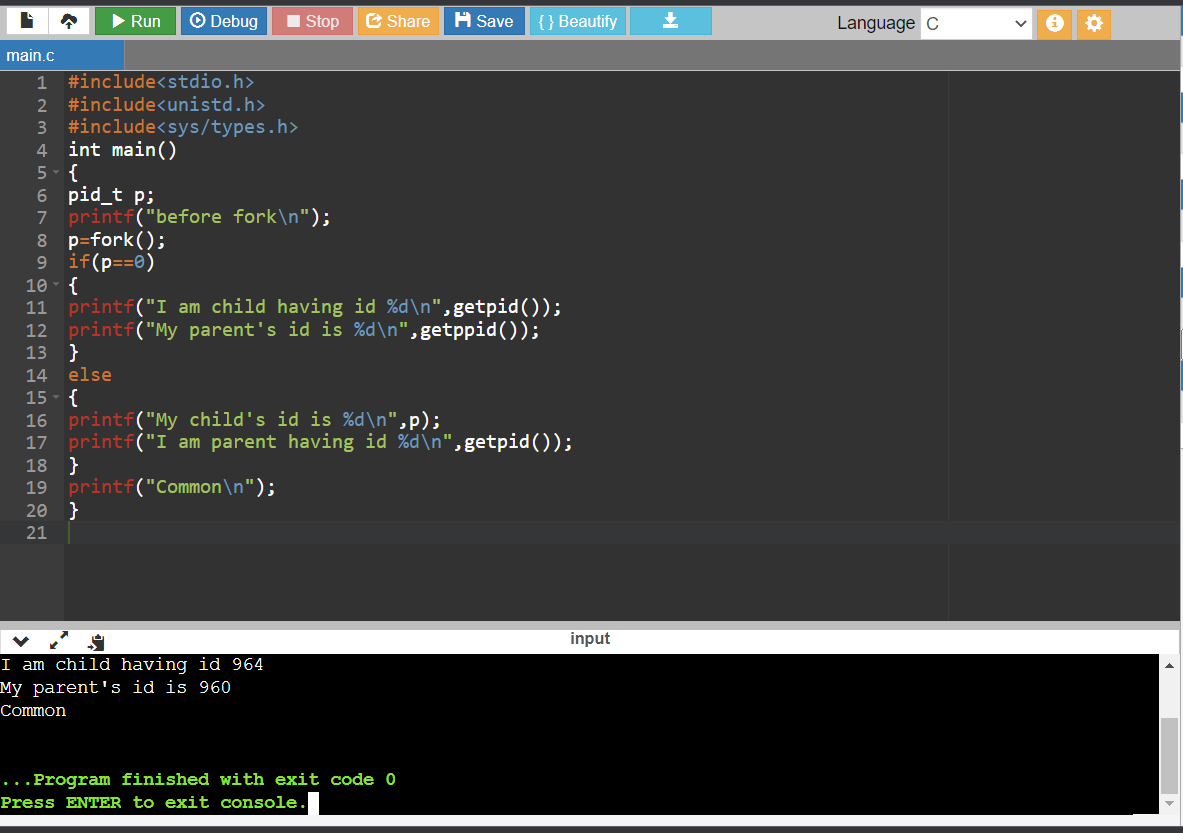 Run Debug Stop Share Save { } Beautify Language C
main.c
1 #include<stdio.h>
2 #include<unistd.h>
3 #include<sys/types.h>
4 int main()
5 {
6 pid_t p;
7 printf("before fork\n");
8 p=fork();
9 if(p==0)
10 {
11 printf("I am child having id %d\n",getpid());
12 printf("My parent's id is %d\n",getppid());
13 }
14 else
15 {
16 printf("My child's id is %d\n",p);
17 printf("I am parent having id %d\n",getpid());
18 }
19 printf("Common\n");
20 }
21
input
I am child having id 964
My parent's id is 960
Common
...Program finished with exit code 0
Press ENTER to exit console.